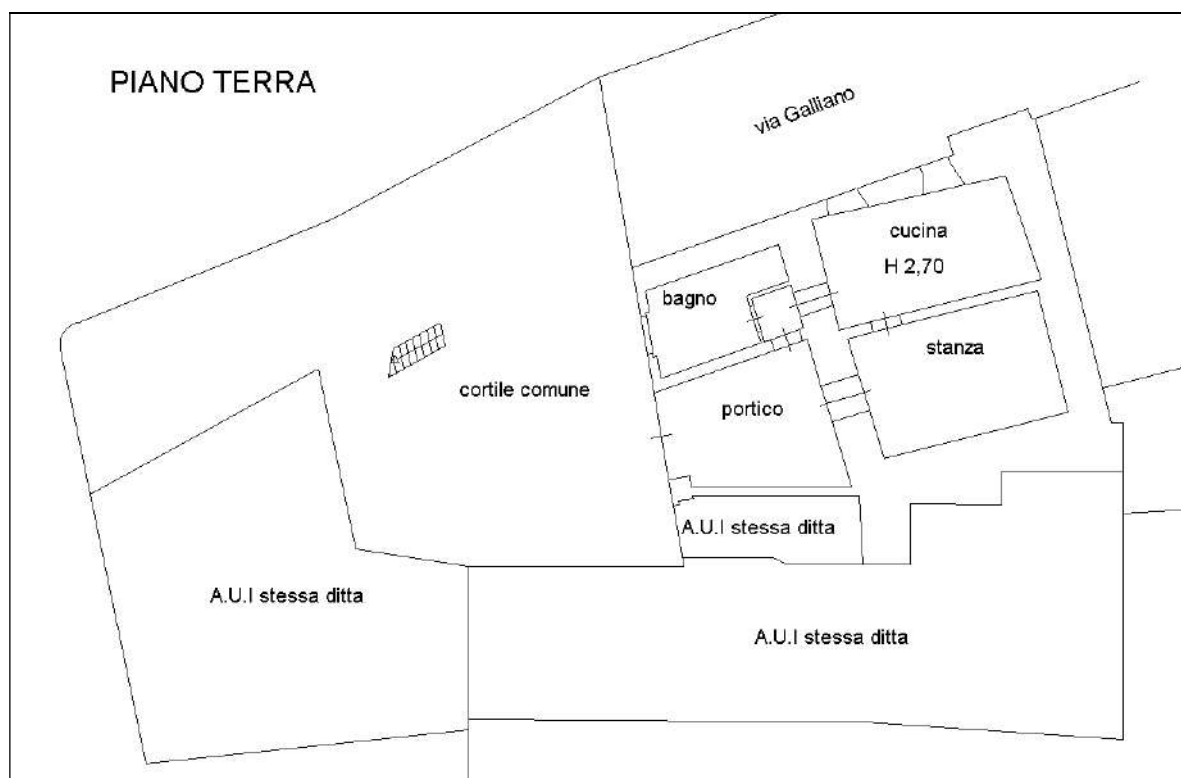 PIANO TERRA
via Galliano
cucina
H 2,70
bagno
stanza
cortile comune
portico
A.U.I stessa ditta
A.U.I stessa ditta
A.U.I stessa ditta